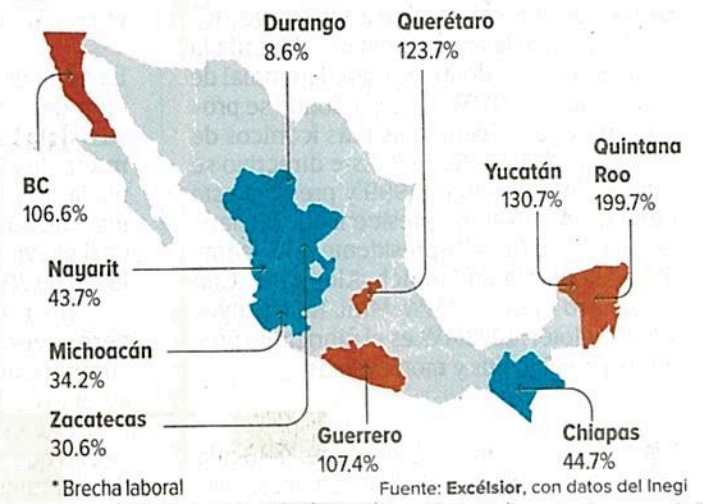 Durango
8.6%
Querétaro
123.7%
BC
106.6%
Yucatán
130.7%
Quintana
Roo
199.7%
Nayarit
43.7%
Michoacán
34.2%
Zacatecas
30.6%
Guerrero
107.4%
Chiapas
44.7%
* Brecha laboral
Fuente: Excélsior, con datos del Inegi